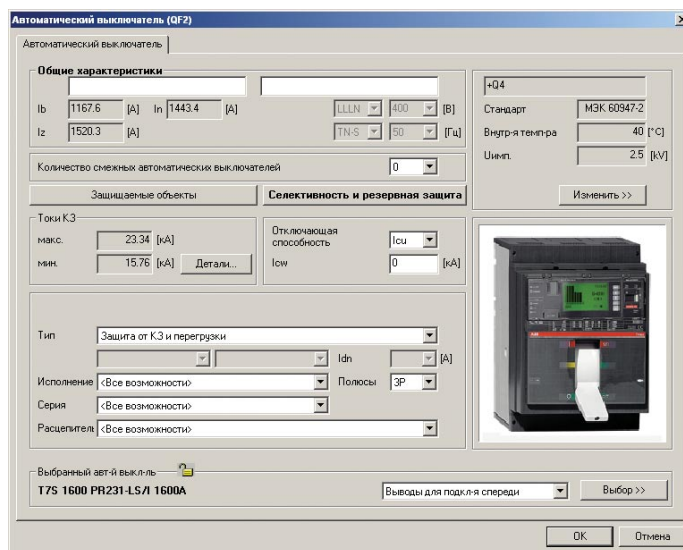 Автоматический выключатель (QF2)
Автоматический выключатель
Общие характеристики
Ib 1167.6 [A] In 1443.4 [A] LLLN 400 [В]
Iz 1520.3 [A] TN-S 50 [Гц]
+Q4
Стандарт МЭК 60947-2
Внутр-я темп-ра 40 [°C]
Uимп. 2.5 [kV]
Количество смежных автоматических выключателей 0
Защищаемые объекты Селективность и резервная защита Изменить >>
Токи КЗ
макс. 23.34 [кА]
мин. 15.76 [кА] Детали...
Отключающая способность Icu
Icw 0 [кА]
Тип Защита от КЗ и перегрузки
Idn [A]
Исполнение <Все возможности> Полюсы 3P
Серия <Все возможности>
Расцепител <Все возможности>
Выбранный авт-й выкл-ль
T7S 1600 PR231-LS/I 1600A Выводы для подкл-я спереди Выбор >>
OK Отмена